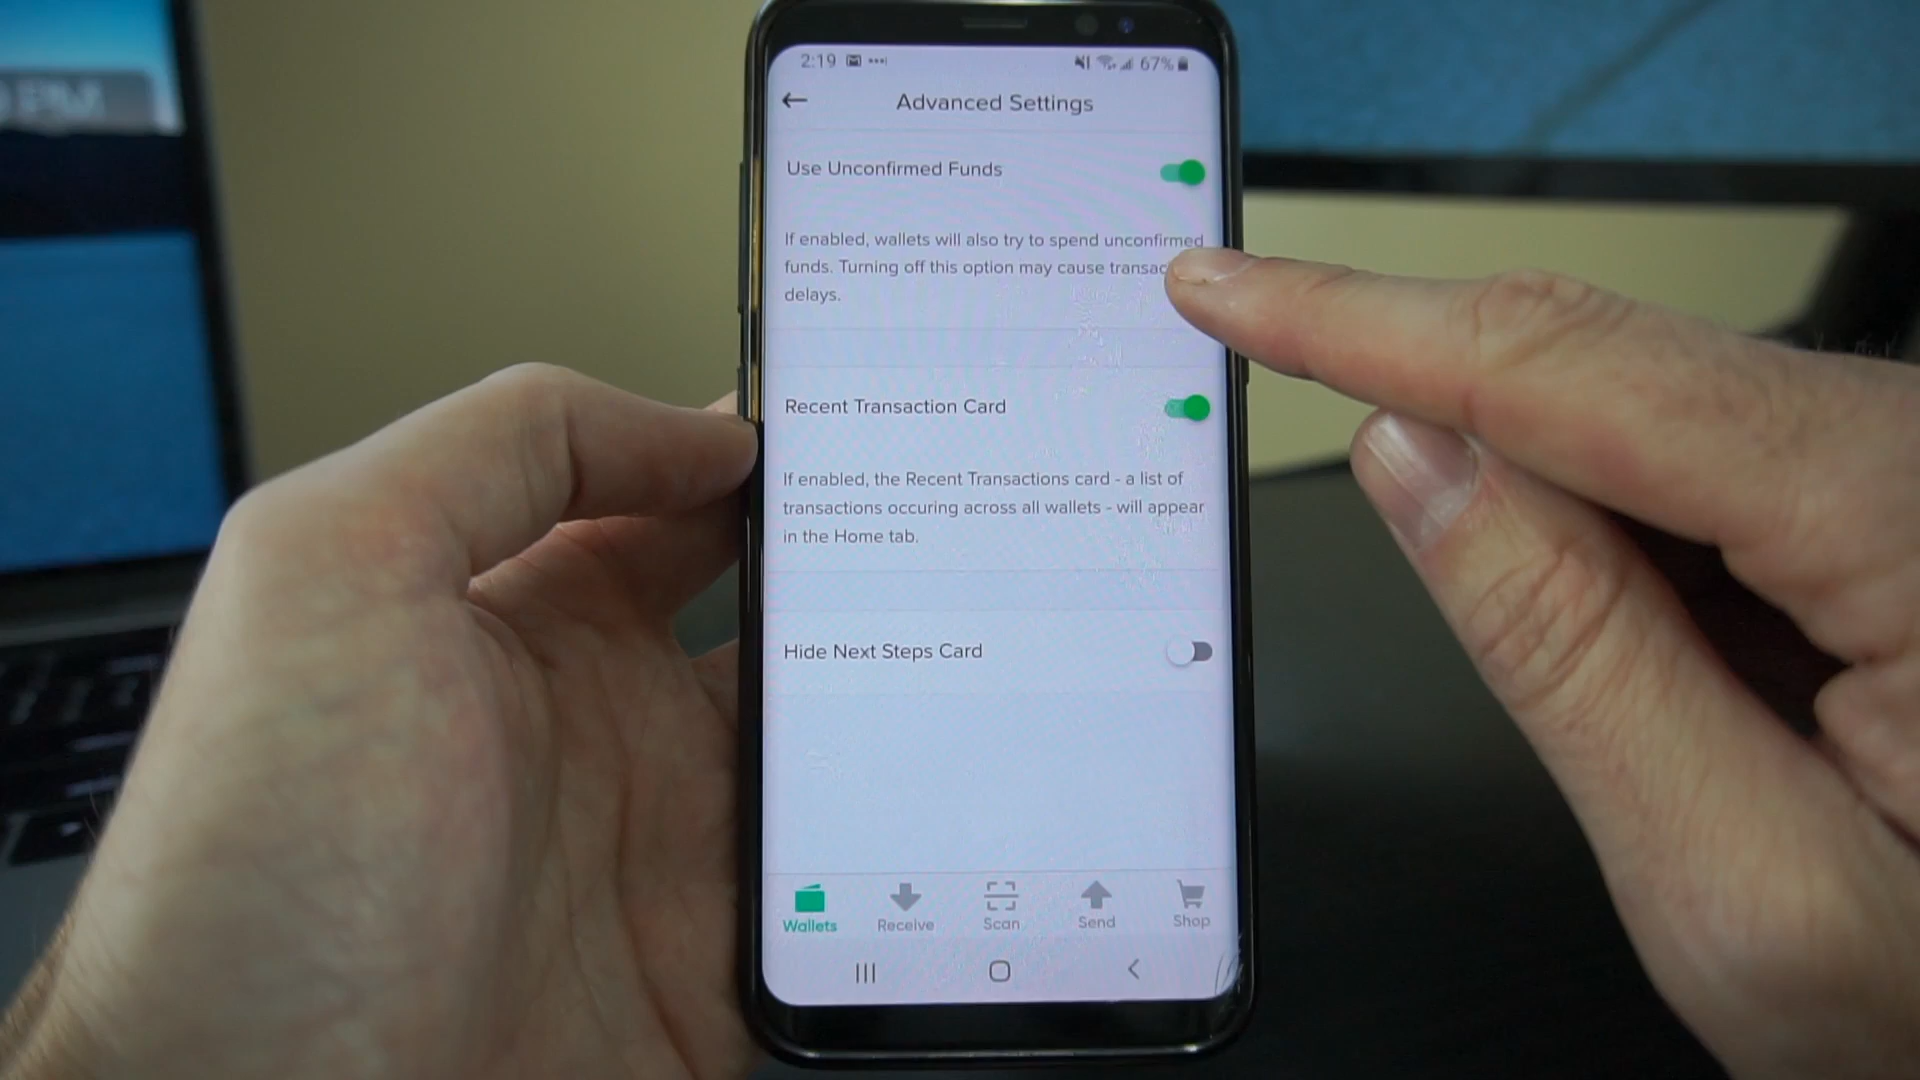 PM
2:19
67%
Advanced Settings
Use Unconfirmed Funds
If enabled, wallets will also try to spend unconfirmed
funds. Turning off this option may cause transac
delays.
Recent Transaction Card
If enabled, the Recent Transactions card - a list of
transactions occuring across all wallets - will appear
in the Home tab.
Hide Next Steps Card
Wallets
Receive
Scan
Send
Shop